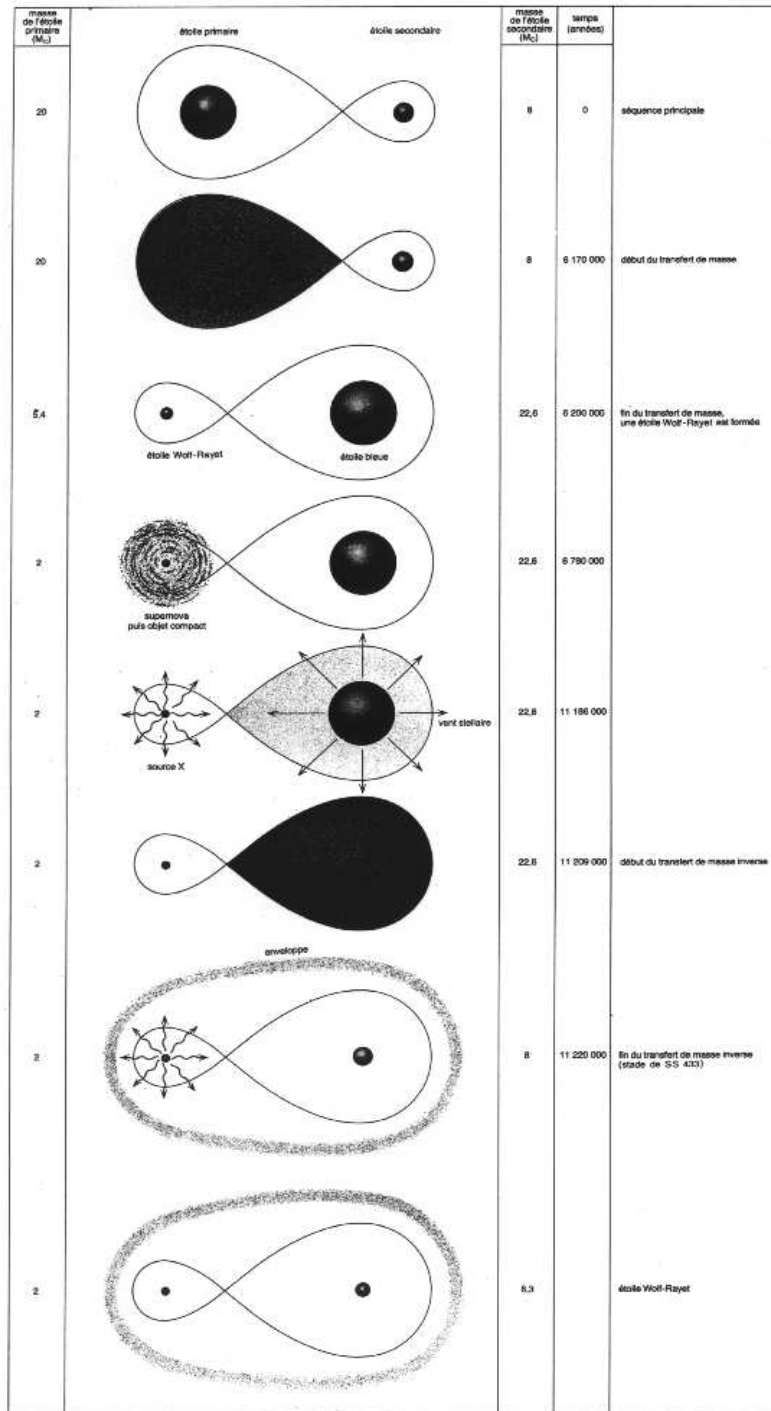 masse
de l'étoile
primaire
(M☉)
étoile primaire
étoile secondaire
masse
de l'étoile
secondaire
(M☉)
temps
(années)
20
8
0
séquence principale
20
8
6 170 000
début du transfert de masse
5,4
22,6
6 200 000
fin du transfert de masse,
une étoile Wolf-Rayet est formée
étoile Wolf-Rayet
étoile bleue
2
22,6
6 780 000
supernova
puis objet compact
2
22,6
11 186 000
vent stellaire
source X
2
22,6
11 209 000
début du transfert de masse inverse
enveloppe
2
8
11 220 000
fin du transfert de masse inverse
(stade de SS 433)
2
6,3
étoile Wolf-Rayet